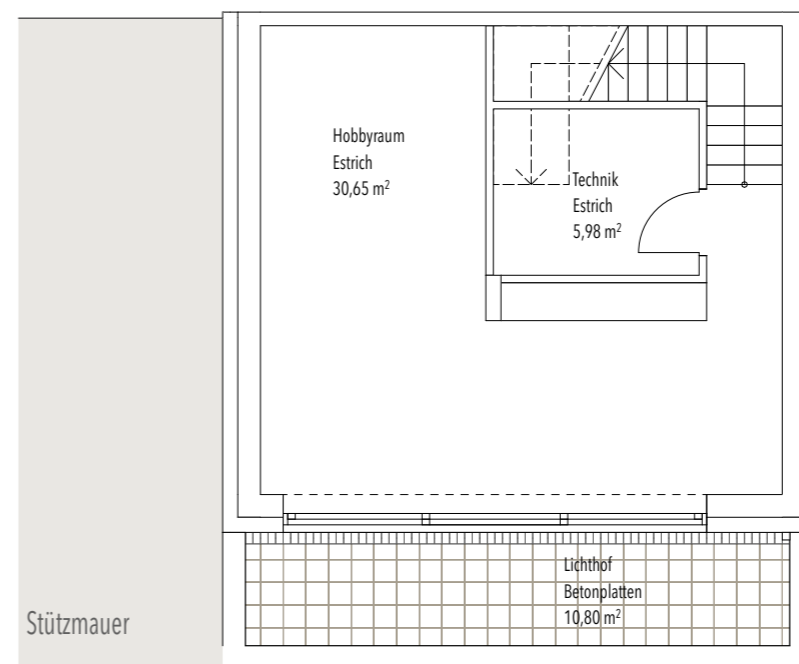 Hobbyraum
Estrich
30,65 m²
Technik
Estrich
5,98 m²
Lichthof
Betonplatten
10,80 m²
Stützmauer